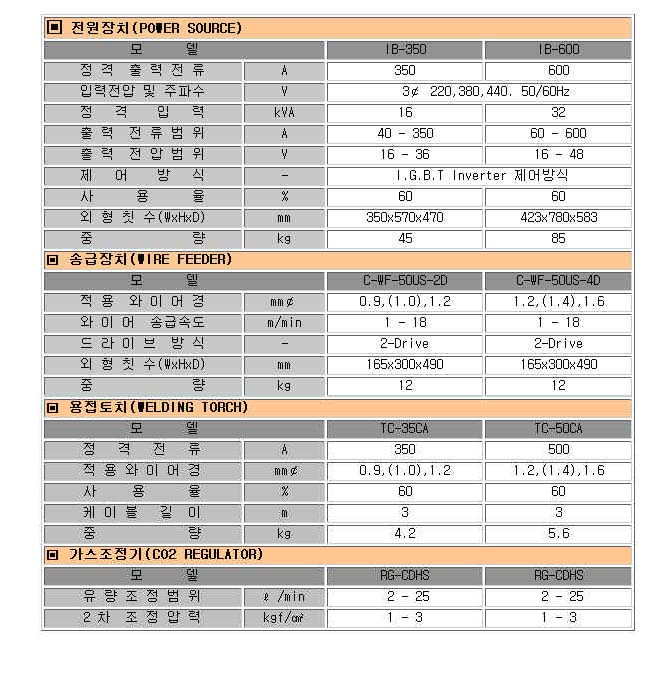 ▣ 전원장치(POWER SOURCE)
모 델 IB-350 IB-600
정 격 출 력 전 류 A 350 600
입력전압 및 주파수 V 3￠ 220,380,440. 50/60Hz
정 격 입 력 kVA 16 32
출 력 전 류 범 위 A 40 - 350 60 - 600
출 력 전 압 범 위 V 16 - 36 16 - 48
제 어 방 식 - I.G.B.T Inverter 제어방식
사 용 율 % 60 60
외 형 칫 수(WxHxD) mm 350x570x470 423x780x583
중 량 kg 45 85
▣ 송급장치(WIRE FEEDER)
모 델 C-WF-50US-2D C-WF-50US-4D
적 용 와 이 어 경 mm￠ 0.9,(1.0),1.2 1.2,(1.4),1.6
와 이 어 송급속도 m/min 1 - 18 1 - 18
드 라 이 브 방 식 - 2-Drive 2-Drive
외 형 칫 수(WxHxD) mm 165x300x490 165x300x490
중 량 kg 12 12
▣ 용접토치(WELDING TORCH)
모 델 TC-35CA TC-50CA
정 격 전 류 A 350 500
적 용 와 이 어 경 mm￠ 0.9,(1.0),1.2 1.2,(1.4),1.6
사 용 율 % 60 60
케 이 블 길 이 m 3 3
중 량 kg 4.2 5.6
▣ 가스조정기(CO2 REGULATOR)
모 델 RG-CDHS RG-CDHS
유 량 조 정 범 위 ℓ /min 2 - 25 2 - 25
2 차 조 정 압 력 kgf/㎠ 1 - 3 1 - 3